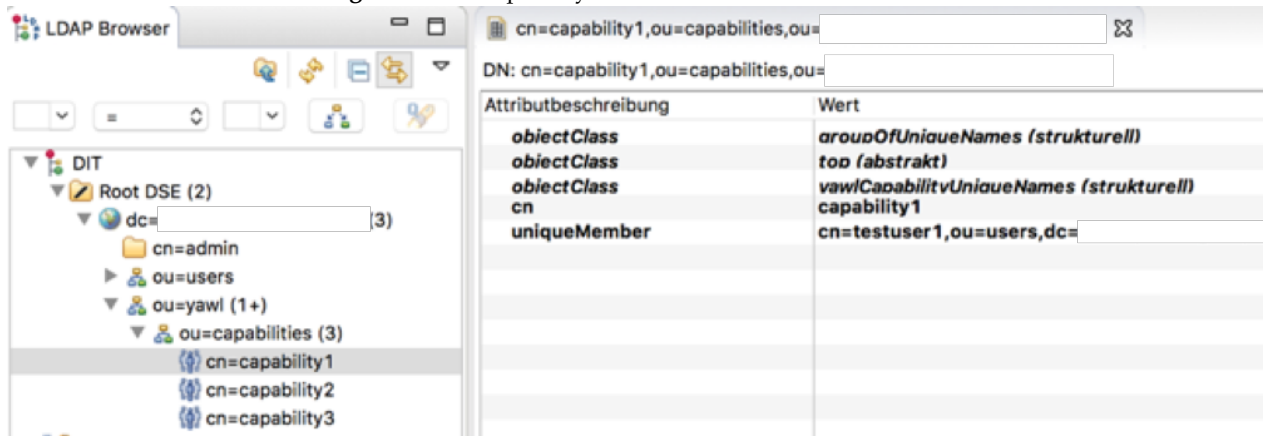 LDAP Browser
=
DIT
Root DSE (2)
dc= (3)
cn=admin
ou=users
ou=yawl (1+)
ou=capabilities (3)
cn=capability1
cn=capability2
cn=capability3
cn=capability1,ou=capabilities,ou=
DN: cn=capability1,ou=capabilities,ou=
Attributbeschreibung Wert
objectClass groupOfUniqueNames (strukturell)
objectClass top (abstrakt)
objectClass yawlCapabilityUniqueNames (strukturell)
cn capability1
uniqueMember cn=testuser1,ou=users,dc=